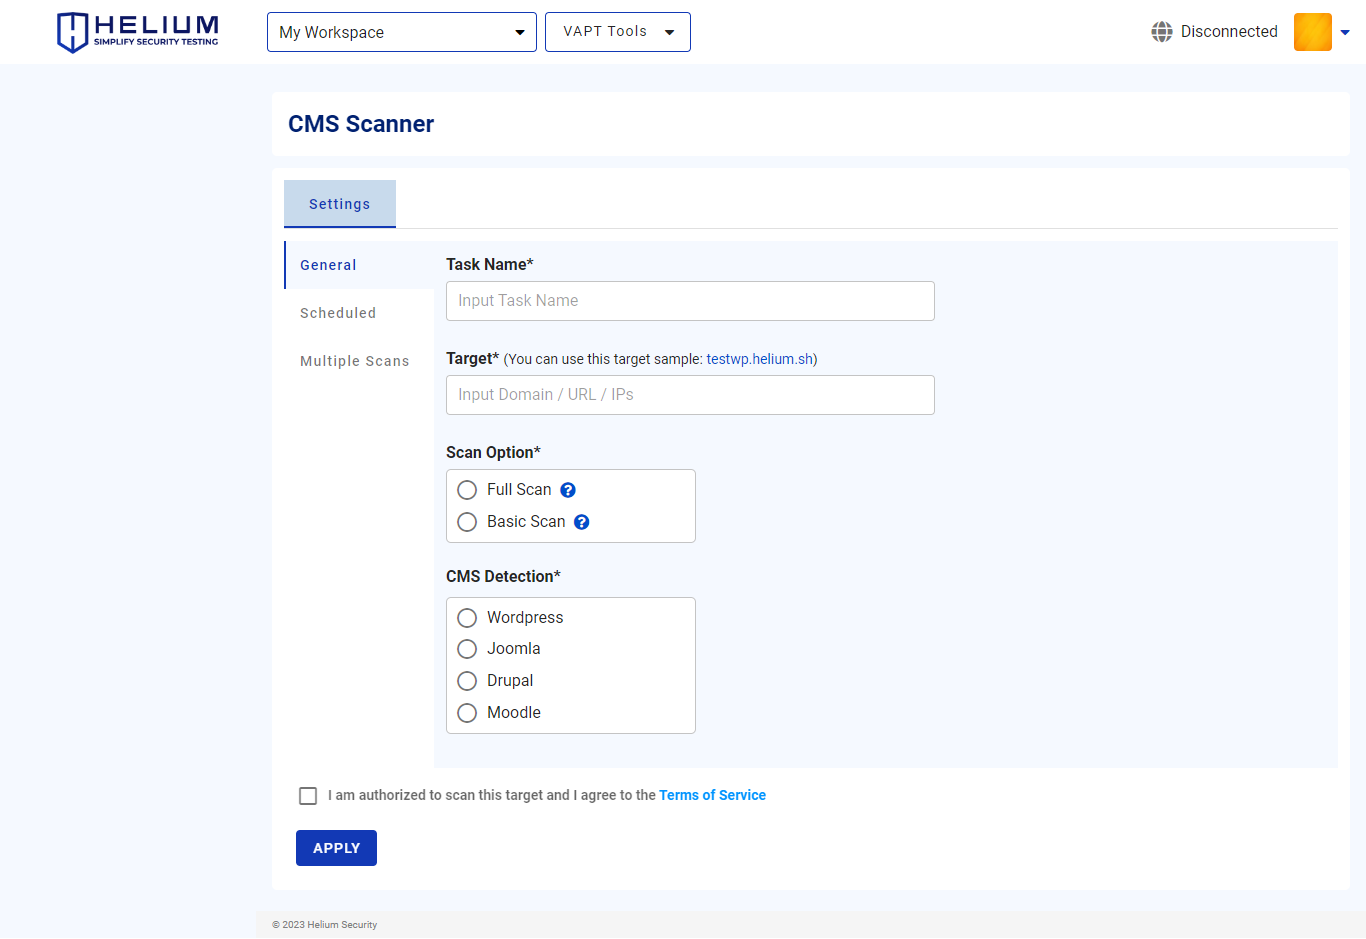 HELIUM
SIMPLIFY SECURITY TESTING
My Workspace
VAPT Tools
Disconnected
CMS Scanner
Settings
General
Scheduled
Multiple Scans
Task Name*
Input Task Name
Target* (You can use this target sample: testwp.helium.sh)
Input Domain / URL / IPs
Scan Option*
Full Scan ?
Basic Scan ?
CMS Detection*
Wordpress
Joomla
Drupal
Moodle
I am authorized to scan this target and I agree to the Terms of Service
APPLY
© 2023 Helium Security